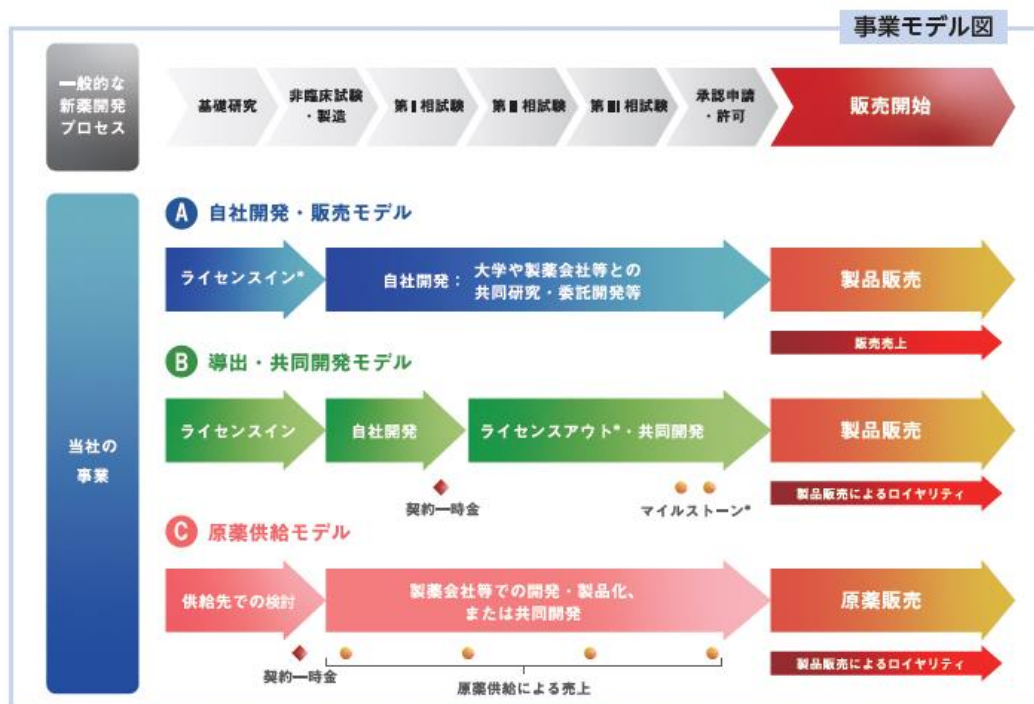 事業モデル図
一般的な
新薬開発
プロセス
基礎研究
非臨床試験
・製造
第Ⅰ相試験
第Ⅱ相試験
第Ⅲ相試験
承認申請
・許可
販売開始
当社の
事業
A 自社開発・販売モデル
ライセンスイン*
自社開発： 大学や製薬会社等との
共同研究・委託開発等
製品販売
販売売上
B 導出・共同開発モデル
ライセンスイン
自社開発
ライセンスアウト*・共同開発
製品販売
契約一時金
マイルストーン*
製品販売によるロイヤリティ
C 原薬供給モデル
供給先での検討
製薬会社等での開発・製品化、
または共同開発
原薬販売
契約一時金
原薬供給による売上
製品販売によるロイヤリティ